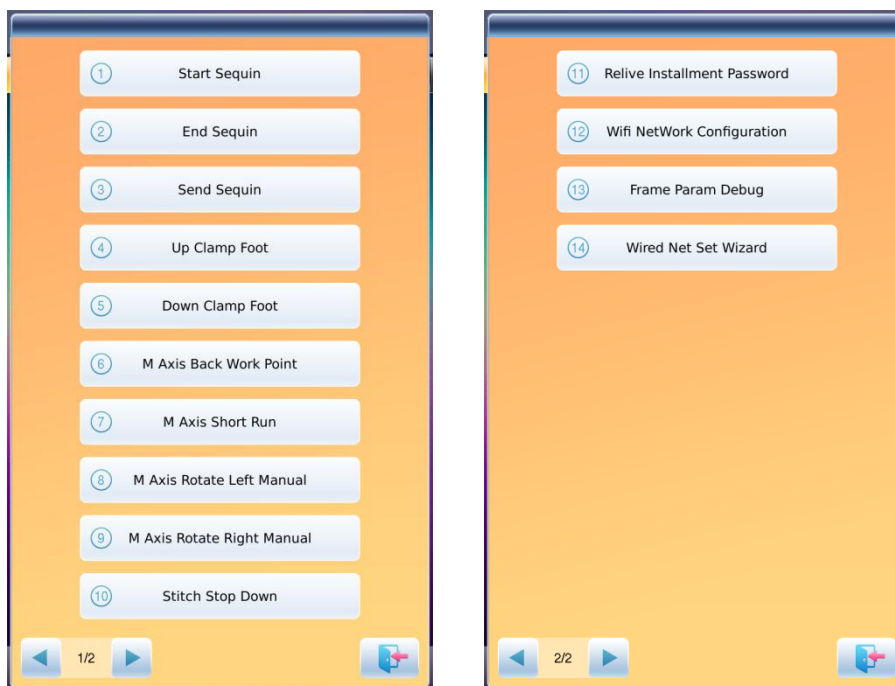 1 Start Sequin
2 End Sequin
3 Send Sequin
4 Up Clamp Foot
5 Down Clamp Foot
6 M Axis Back Work Point
7 M Axis Short Run
8 M Axis Rotate Left Manual
9 M Axis Rotate Right Manual
10 Stitch Stop Down
1/2
11 Relive Installment Password
12 Wifi NetWork Configuration
13 Frame Param Debug
14 Wired Net Set Wizard
2/2